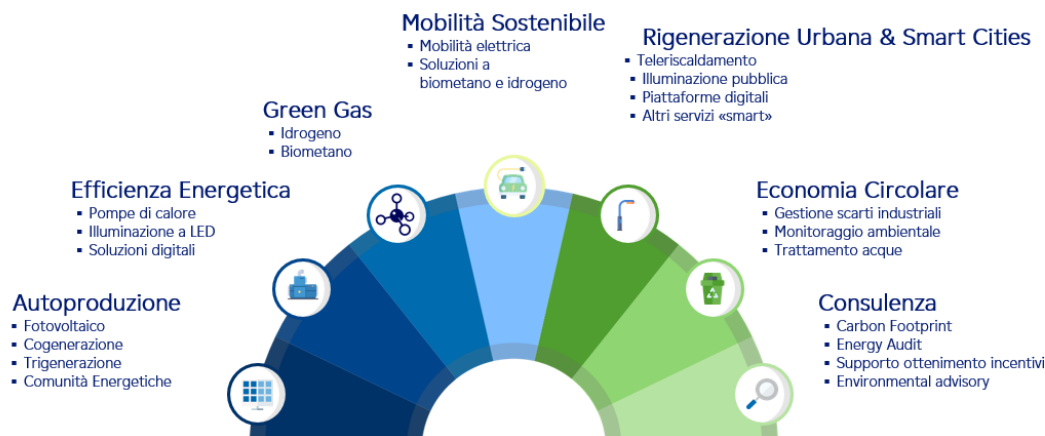 Mobilità Sostenibile
▪ Mobilità elettrica
▪ Soluzioni a
biometano e idrogeno
Rigenerazione Urbana & Smart Cities
▪ Teleriscaldamento
▪ Illuminazione pubblica
▪ Piattaforme digitali
▪ Altri servizi «smart»
Green Gas
▪ Idrogeno
▪ Biometano
Efficienza Energetica
▪ Pompe di calore
▪ Illuminazione a LED
▪ Soluzioni digitali
Economia Circolare
▪ Gestione scarti industriali
▪ Monitoraggio ambientale
▪ Trattamento acque
Autoproduzione
▪ Fotovoltaico
▪ Cogenerazione
▪ Trigenerazione
▪ Comunità Energetiche
Consulenza
▪ Carbon Footprint
▪ Energy Audit
▪ Supporto ottenimento incentivi
▪ Environmental advisory